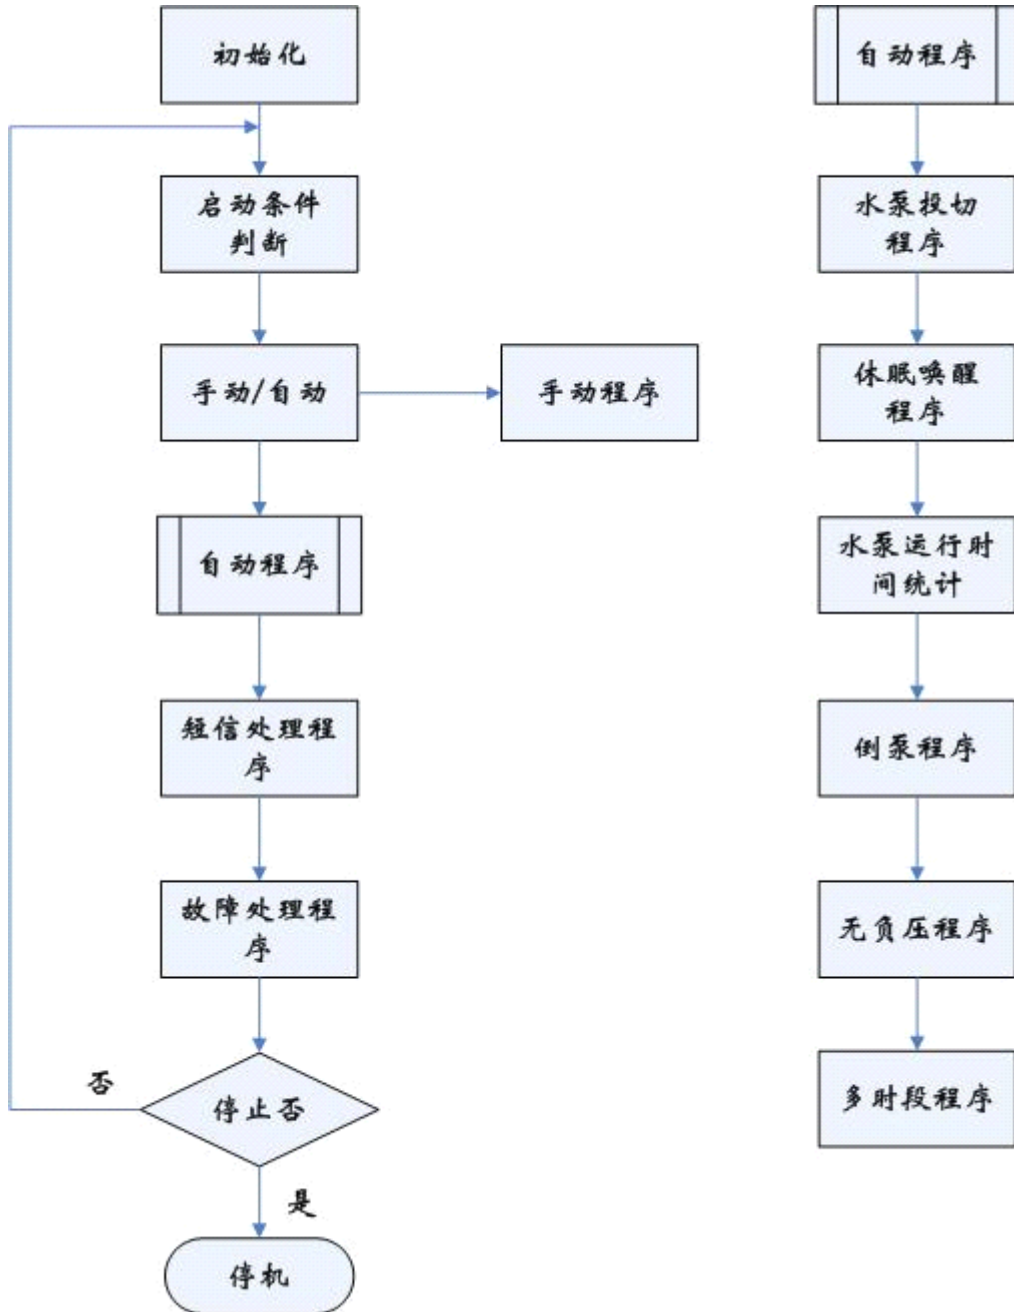 初始化
启动条件
判断
手动/自动
手动程序
自动程序
短信处理程
序
故障处理程
序
否
停止否
是
停机
自动程序
水泵投切
程序
休眠唤醒
程序
水泵运行时
间统计
倒泵程序
无负压程序
多时段程序